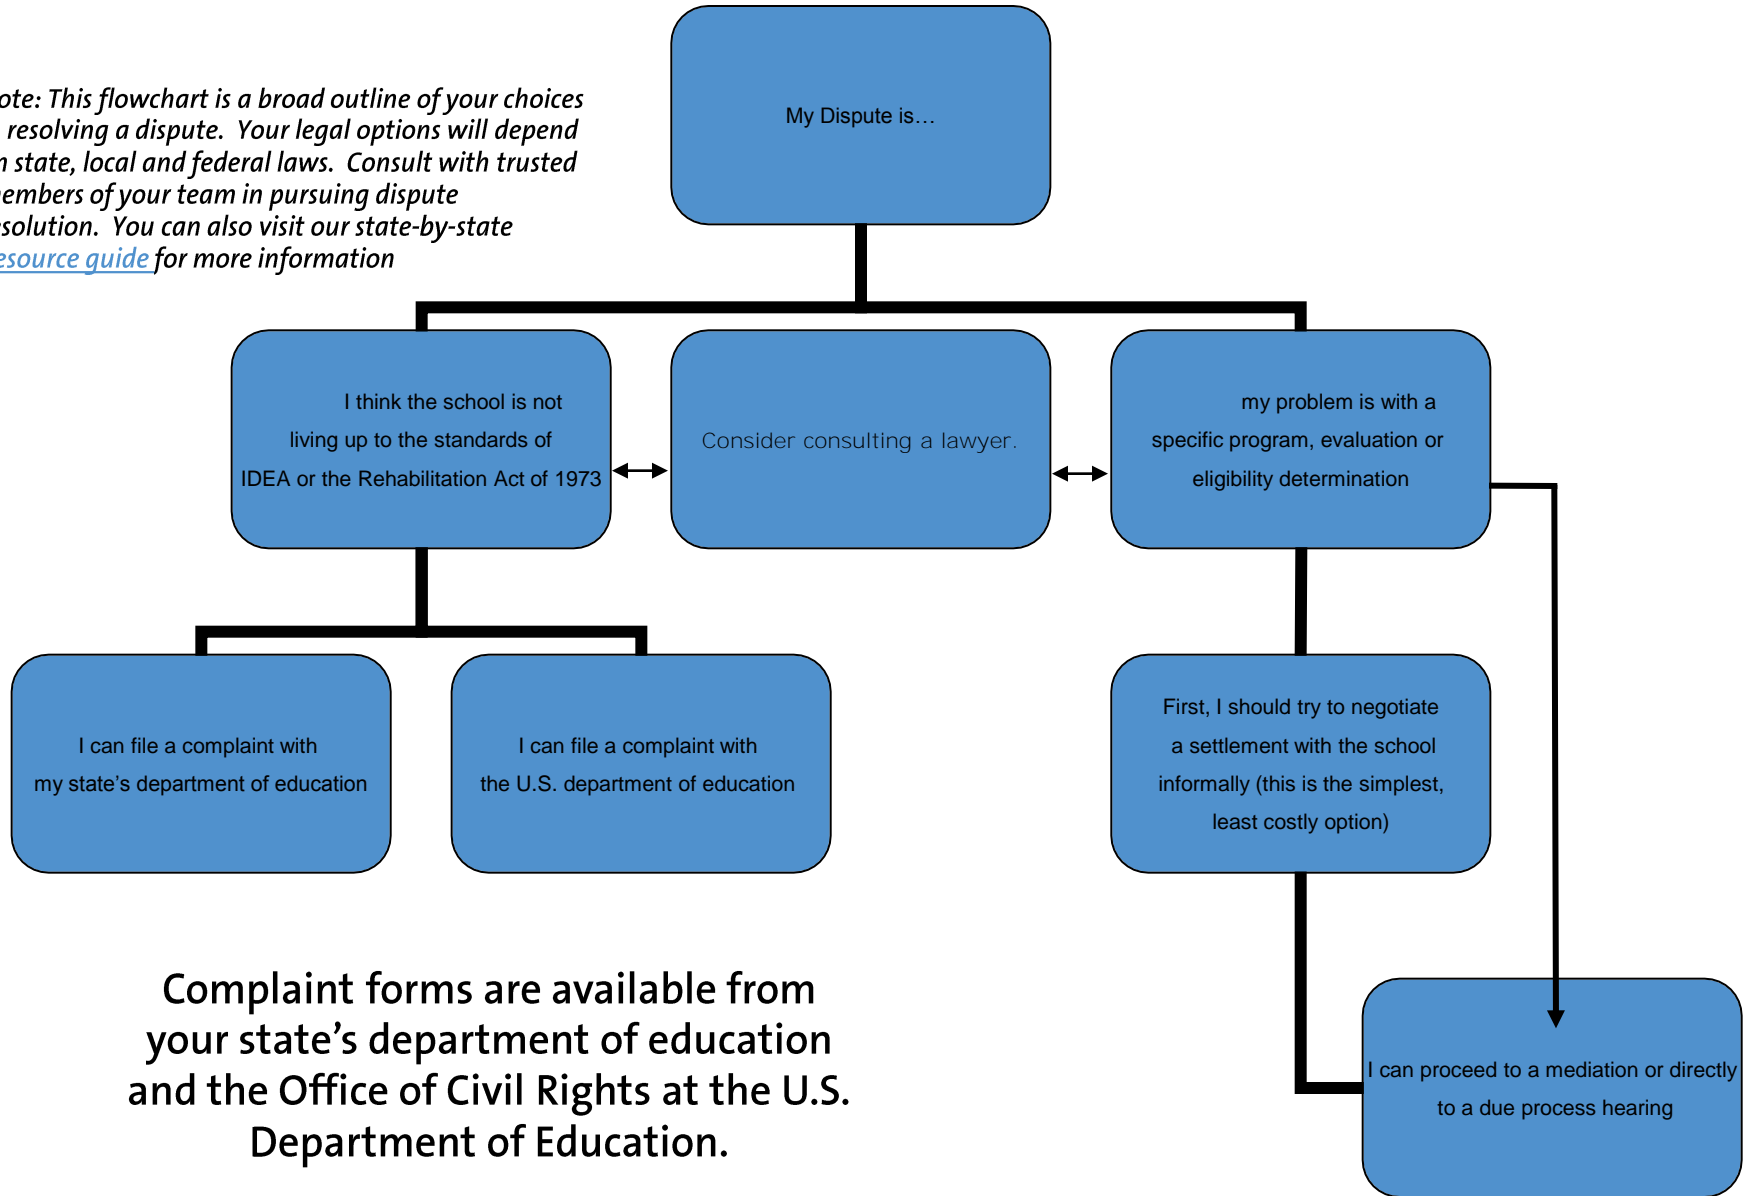 My Dispute is…
ote: This flowchart is a broad outline of your choices
resolving a dispute.  Your legal options will depend
n state, local and federal laws.  Consult with trusted
embers of your team in pursuing dispute
esolution.  You can also visit our state-by-state
esource guide for more information
I think the school is not
living up to the standards of
IDEA or the Rehabilitation Act of 1973
Consider consulting a lawyer.
my problem is with a
specific program, evaluation or
eligibility determination
I can file a complaint with
my state’s department of education
I can file a complaint with
the U.S. department of education
First, I should try to negotiate
a settlement with the school
informally (this is the simplest,
least costly option)
Complaint forms are available from
your state’s department of education
and the Office of Civil Rights at the U.S.
Department of Education.
I can proceed to a mediation or directly
to a due process hearing